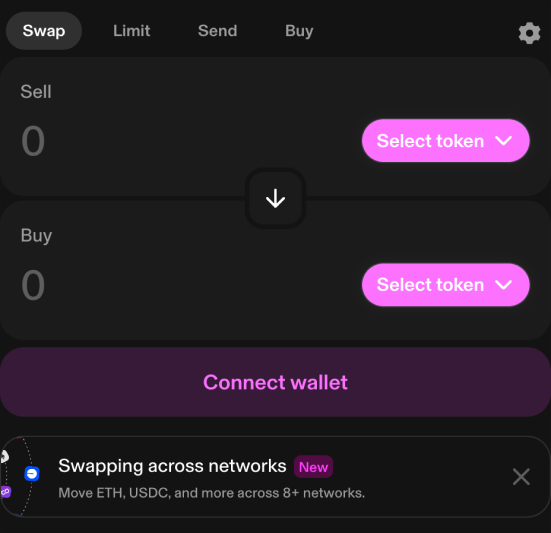 Swap Limit Send Buy
Sell
0 Select token
Buy
0 Select token
Connect wallet
Swapping across networks New
Move ETH, USDC, and more across 8+ networks.